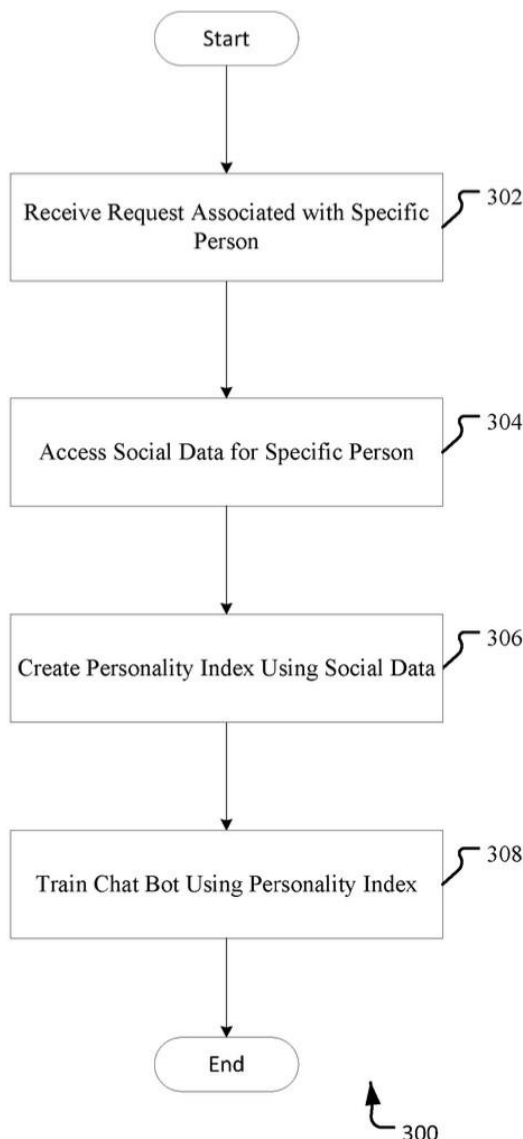 Start
Receive Request Associated with Specific
Person
302
Access Social Data for Specific Person
304
Create Personality Index Using Social Data
306
Train Chat Bot Using Personality Index
308
End
300